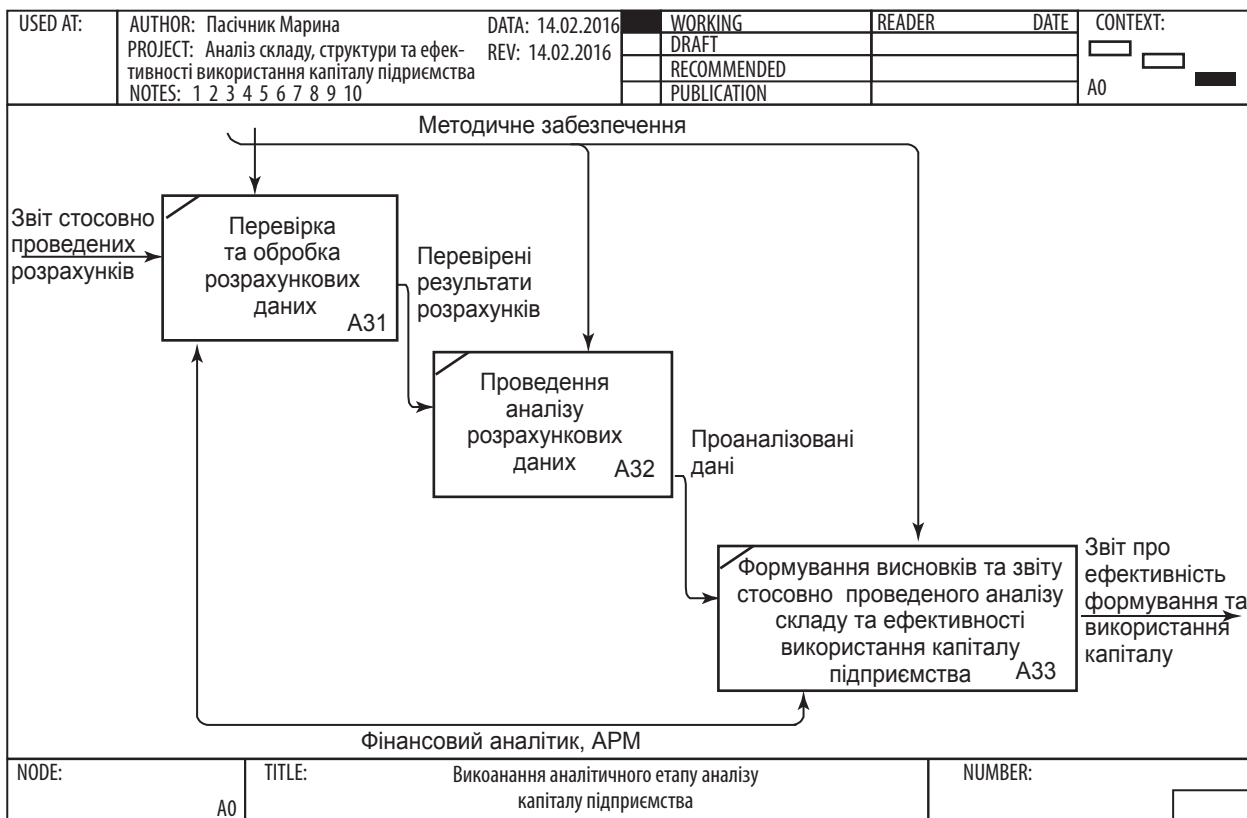 USED AT:
AUTHOR: Пасічник Марина
DATA: 14.02.2016
PROJECT: Аналіз складу, структури та ефек-
REV: 14.02.2016
тивності використання капіталу підриємства
NOTES: 1 2 3 4 5 6 7 8 9 10
WORKING
DRAFT
RECOMMENDED
PUBLICATION
READER DATE
CONTEXT:
A0
Методичне забезпечення
Звіт стосовно
проведених
розрахунків
Перевірка
та обробка
розрахункових
даних
А31
Перевірені
результати
розрахунків
Проведення
аналізу
розрахункових
даних
А32
Проаналізовані
дані
Формування висновків та звіту
стосовно проведеного аналізу
складу та ефективності
використання капіталу
підприємства
А33
Звіт про
ефективність
формування та
використання
капіталу
Фінансовий аналітик, АРМ
NODE:
A0
TITLE:
Викоанання аналітичного етапу аналізу
капіталу підприємства
NUMBER: